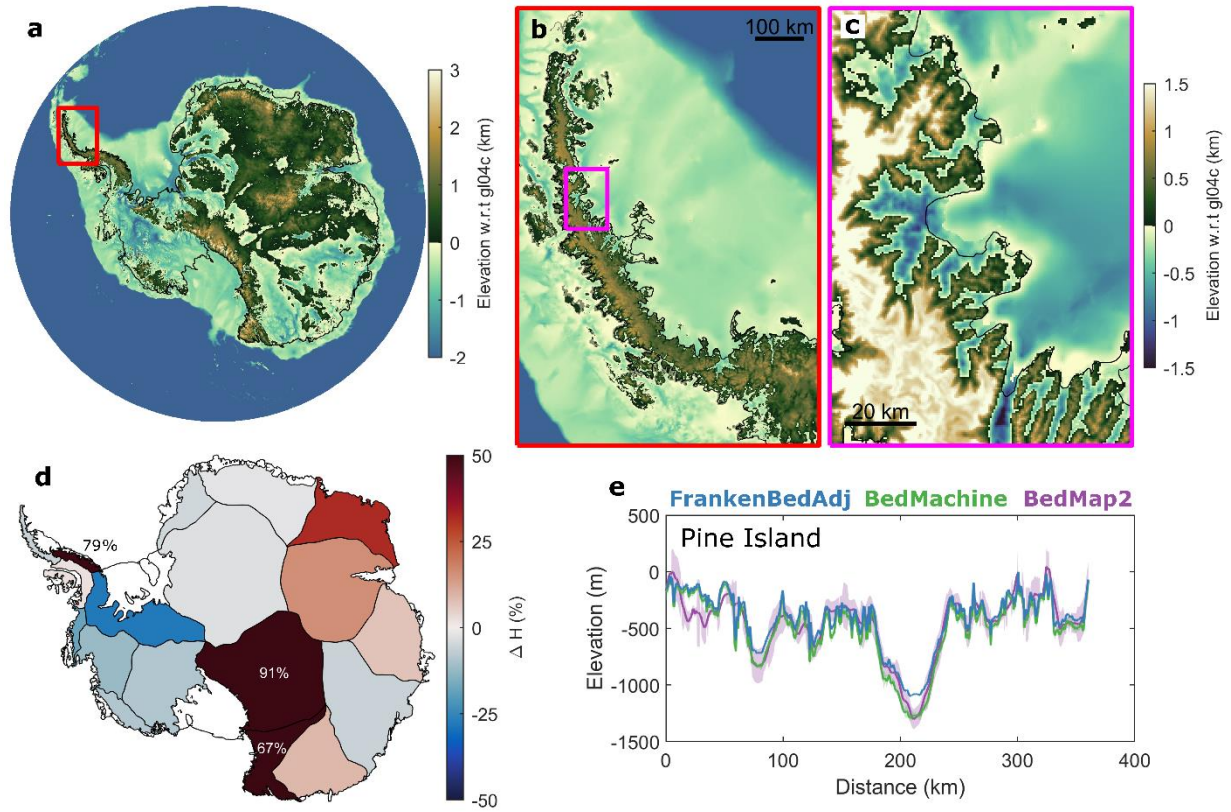 a
3
2
1
0
-1
-2
Elevation w.r.t gl04c (km)
b
100 km
c
20 km
1.5
1
0.5
0
-0.5
-1
-1.5
Elevation w.r.t gl04c (km)
d
79%
91%
67%
50
25
0
-25
-50
Δ H (%)
e
FrankenBedAdj BedMachine BedMap2
Pine Island
500
0
-500
-1000
-1500
Elevation (m)
0 100 200 300 400
Distance (km)